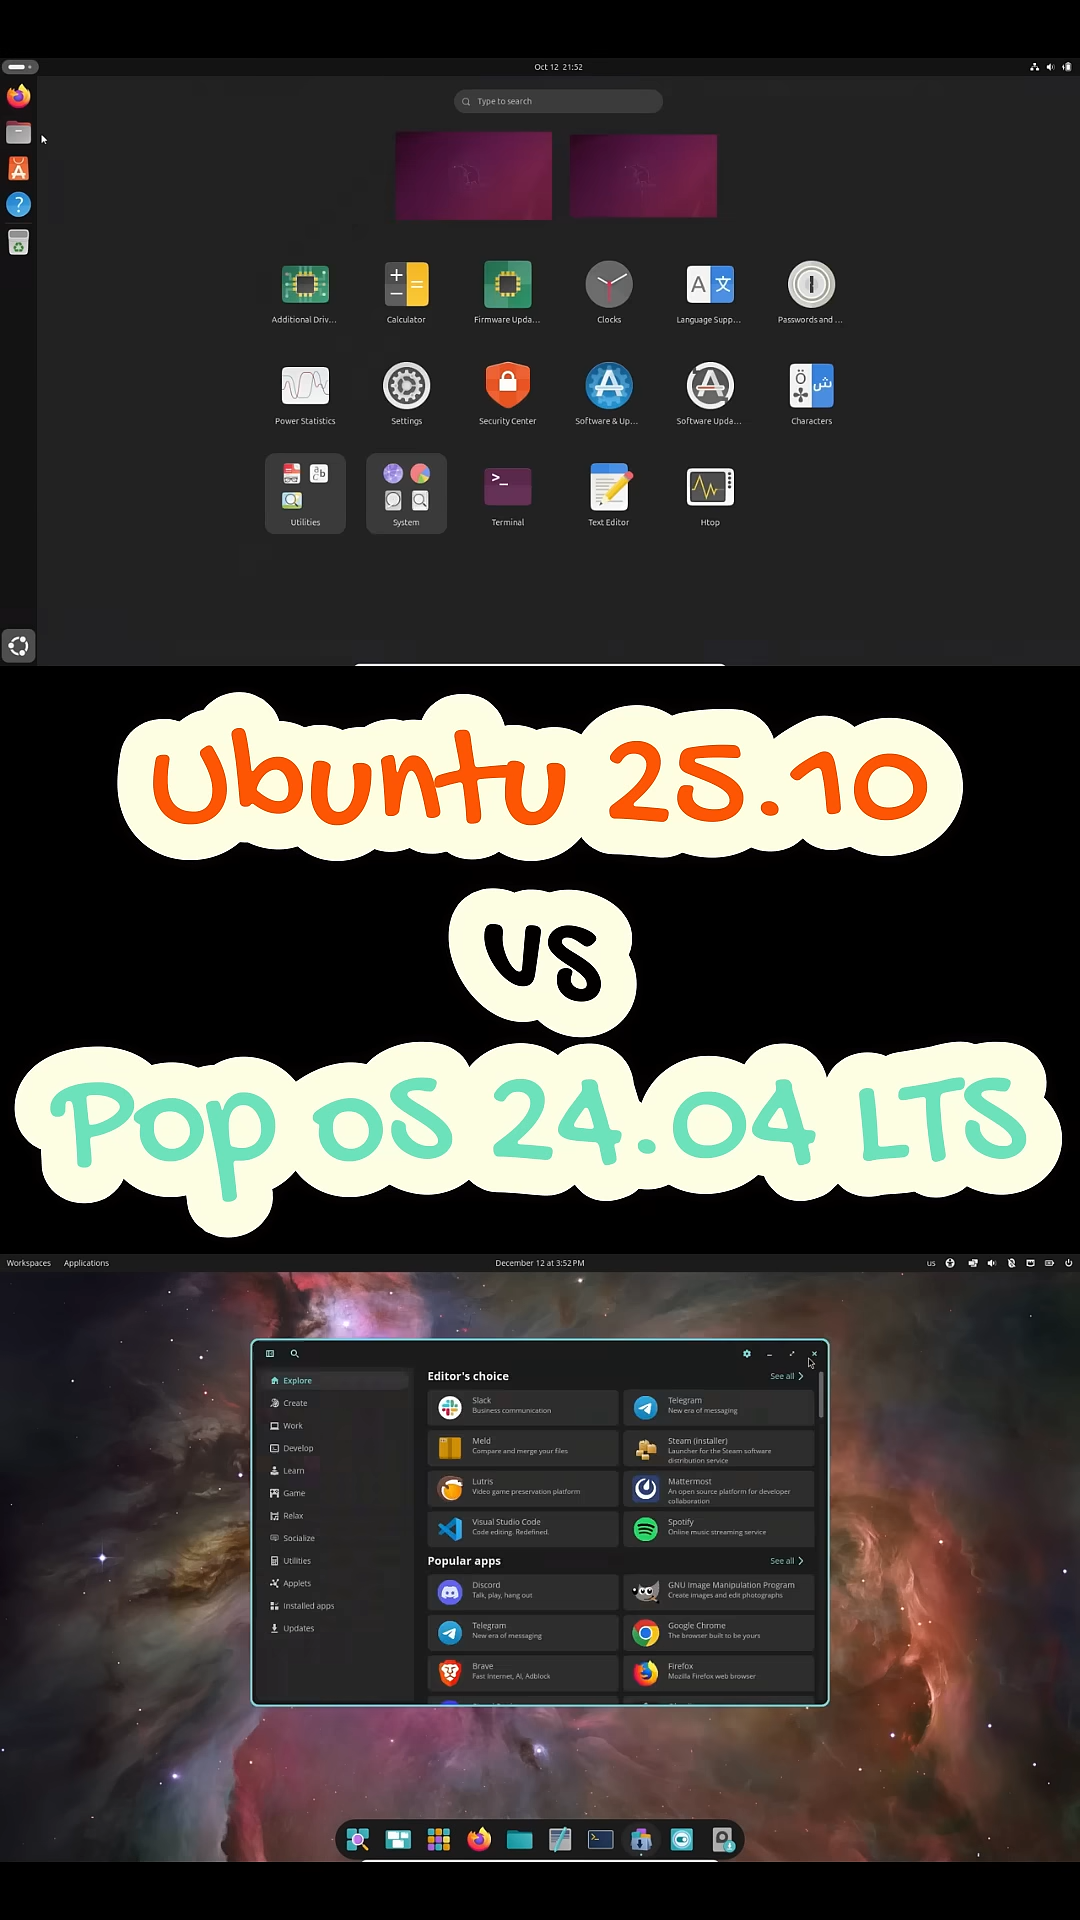 Oct 12 21:52
Type to search
Additional Driv...
Calculator
Firmware Upda...
Clocks
Language Supp...
Passwords and ...
Power Statistics
Settings
Security Center
Software & Up...
Software Upda...
Characters
Utilities
System
Terminal
Text Editor
Htop
Ubuntu 25.10
vs
Pop OS 24.04 LTS
Workspaces Applications December 12 at 3:52 PM us
Explore
Create
Work
Develop
Learn
Game
Relax
Socialize
Utilities
Applets
Installed apps
Updates
Editor's choice See all
Slack
Business communication
Telegram
New era of messaging
Meld
Compare and merge your files
Steam (installer)
Launcher for the Steam software
distribution service
Lutris
Video game preservation platform
Mattermost
An open source platform for developer
collaboration
Visual Studio Code
Code editing. Redefined.
Spotify
Online music streaming service
Popular apps See all
Discord
Talk, play, hang out
GNU Image Manipulation Program
Create images and edit photographs
Telegram
New era of messaging
Google Chrome
The browser built to be yours
Brave
Fast Internet, AI, Adblock
Firefox
Mozilla Firefox web browser